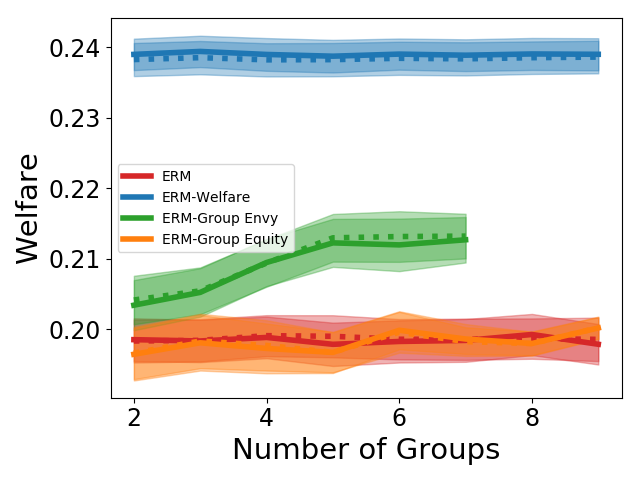 0.24
0.23
0.22
0.21
0.20
Welfare
ERM
ERM-Welfare
ERM-Group Envy
ERM-Group Equity
2 4 6 8
Number of Groups